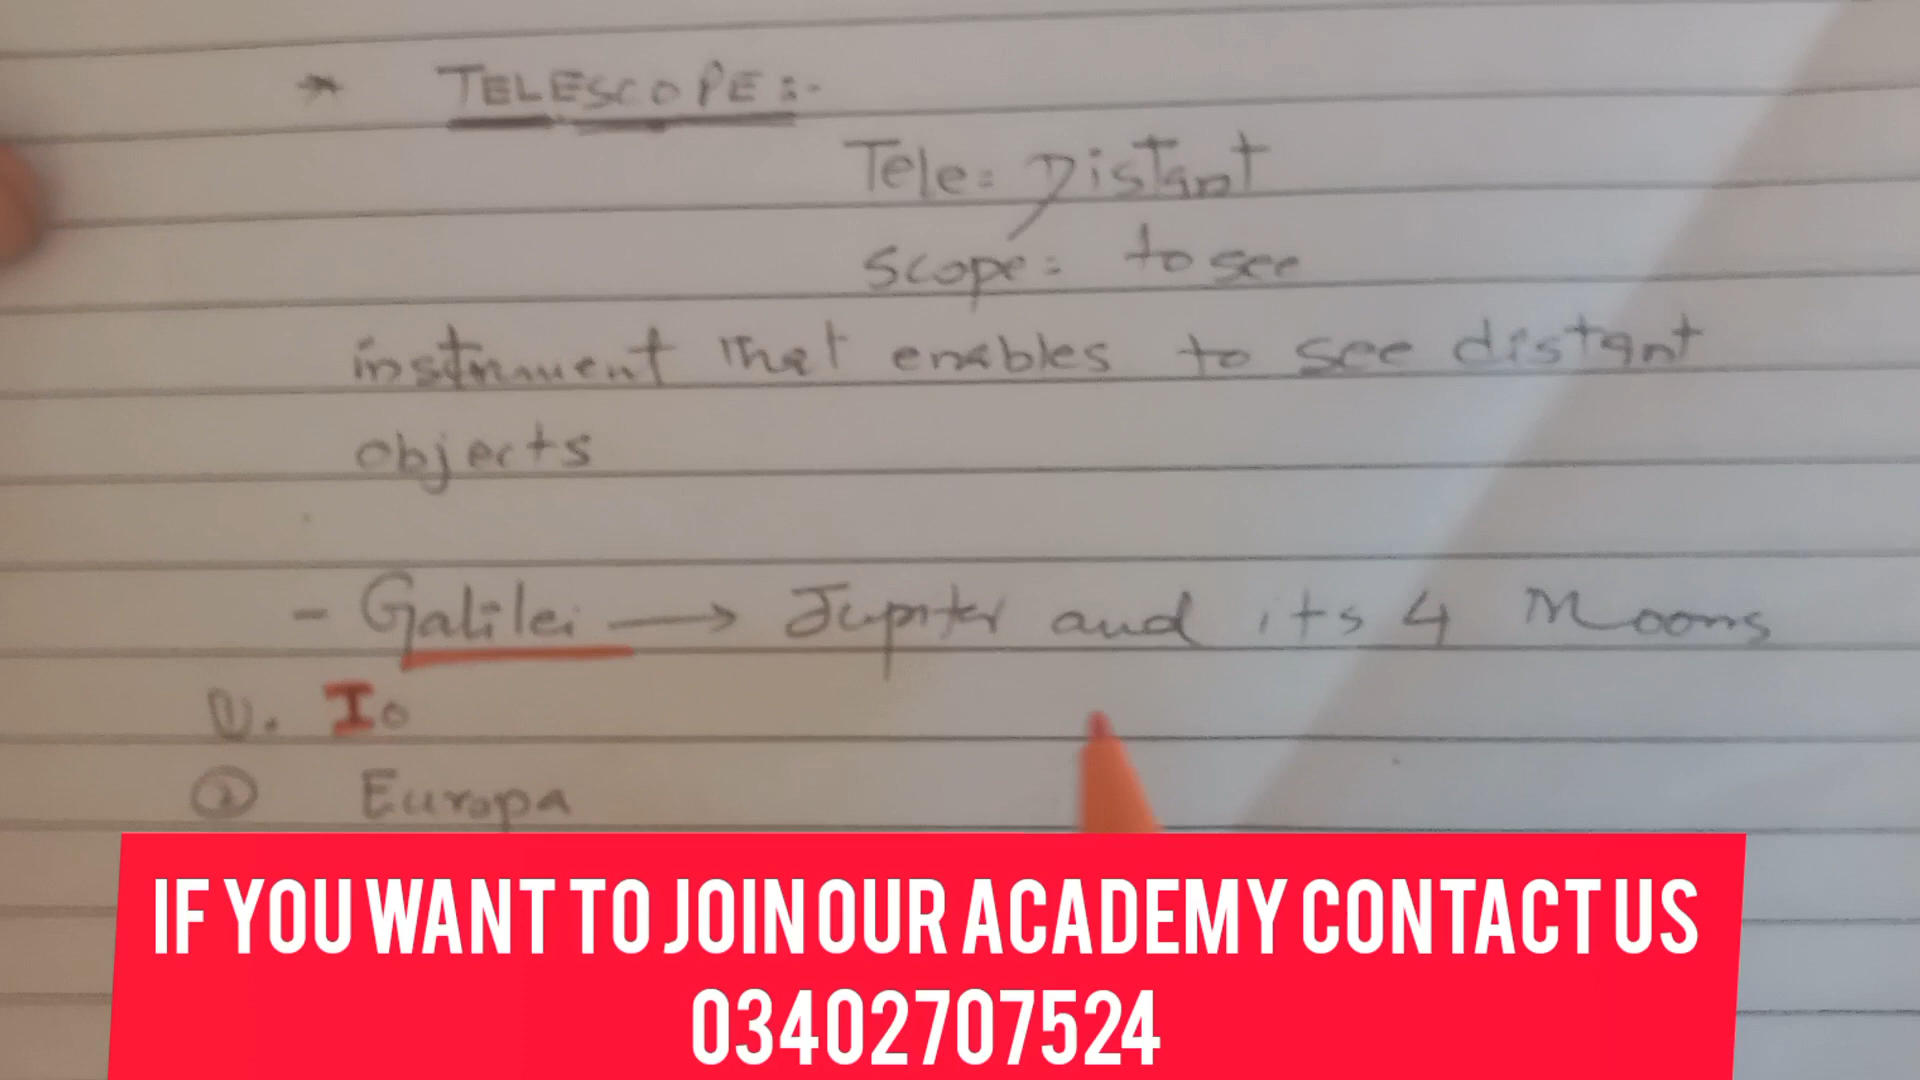 * TELESCOPE:-
Tele = Distant
Scope = to see
instrument that enables to see distant
objects
- Galilei → Jupiter and its 4 Moons
①. Io
② Europa
IF YOU WANT TO JOIN OUR ACADEMY CONTACT US
03402707524